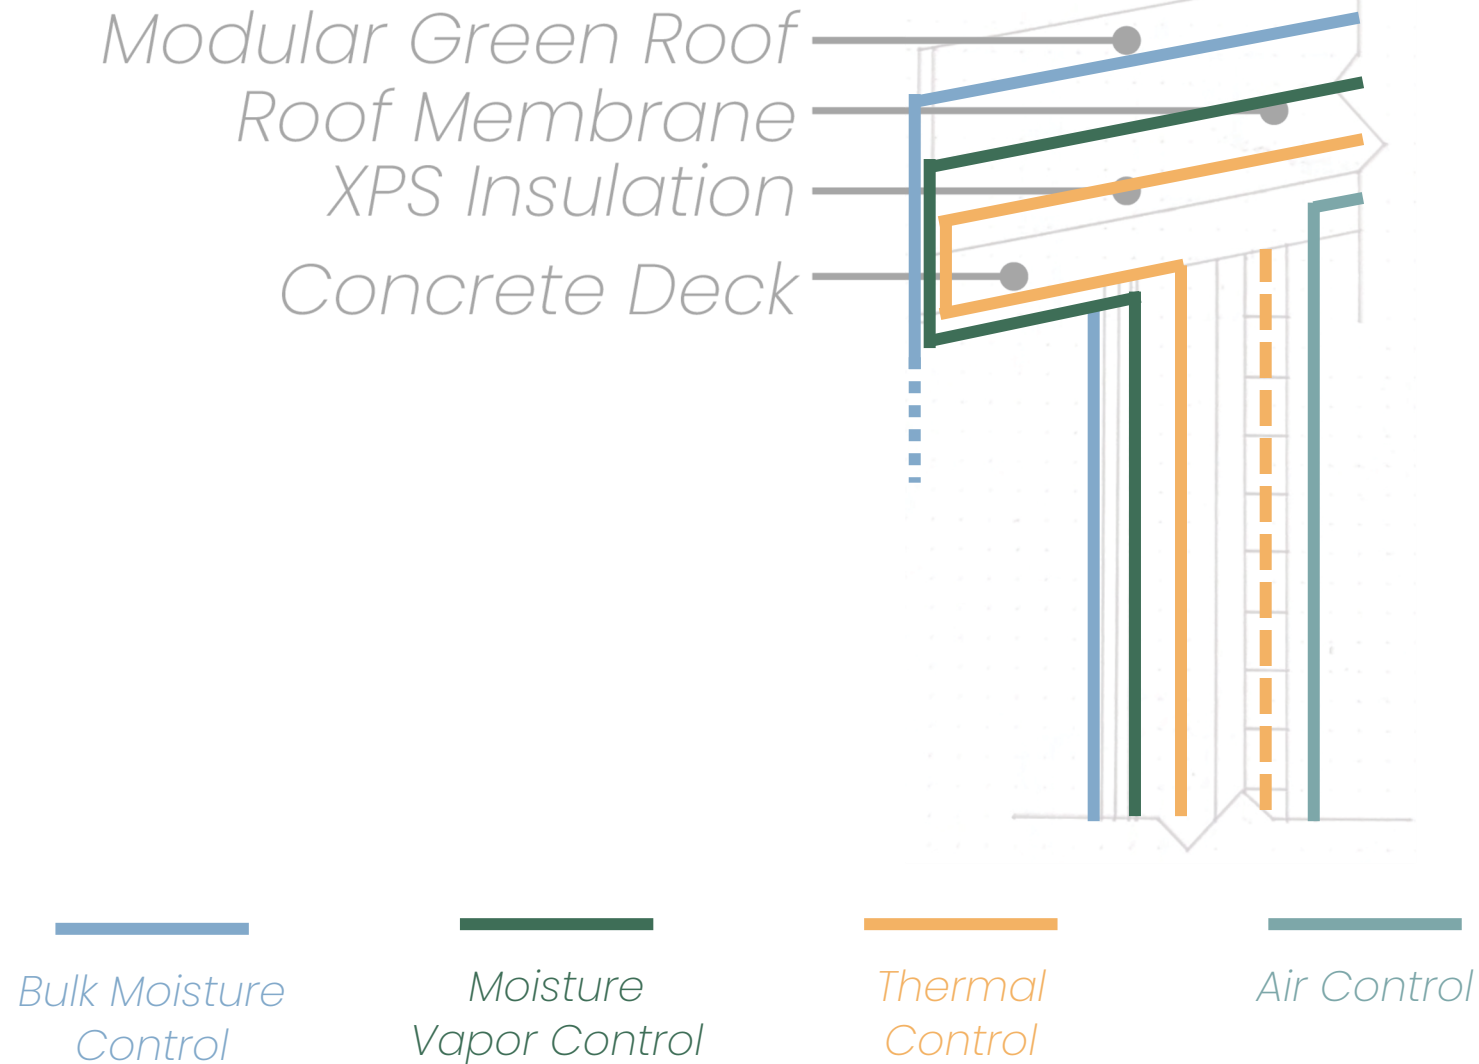 Modular Green Roof
Roof Membrane
XPS Insulation
Concrete Deck
Bulk Moisture
Control
Moisture
Vapor Control
Thermal
Control
Air Control